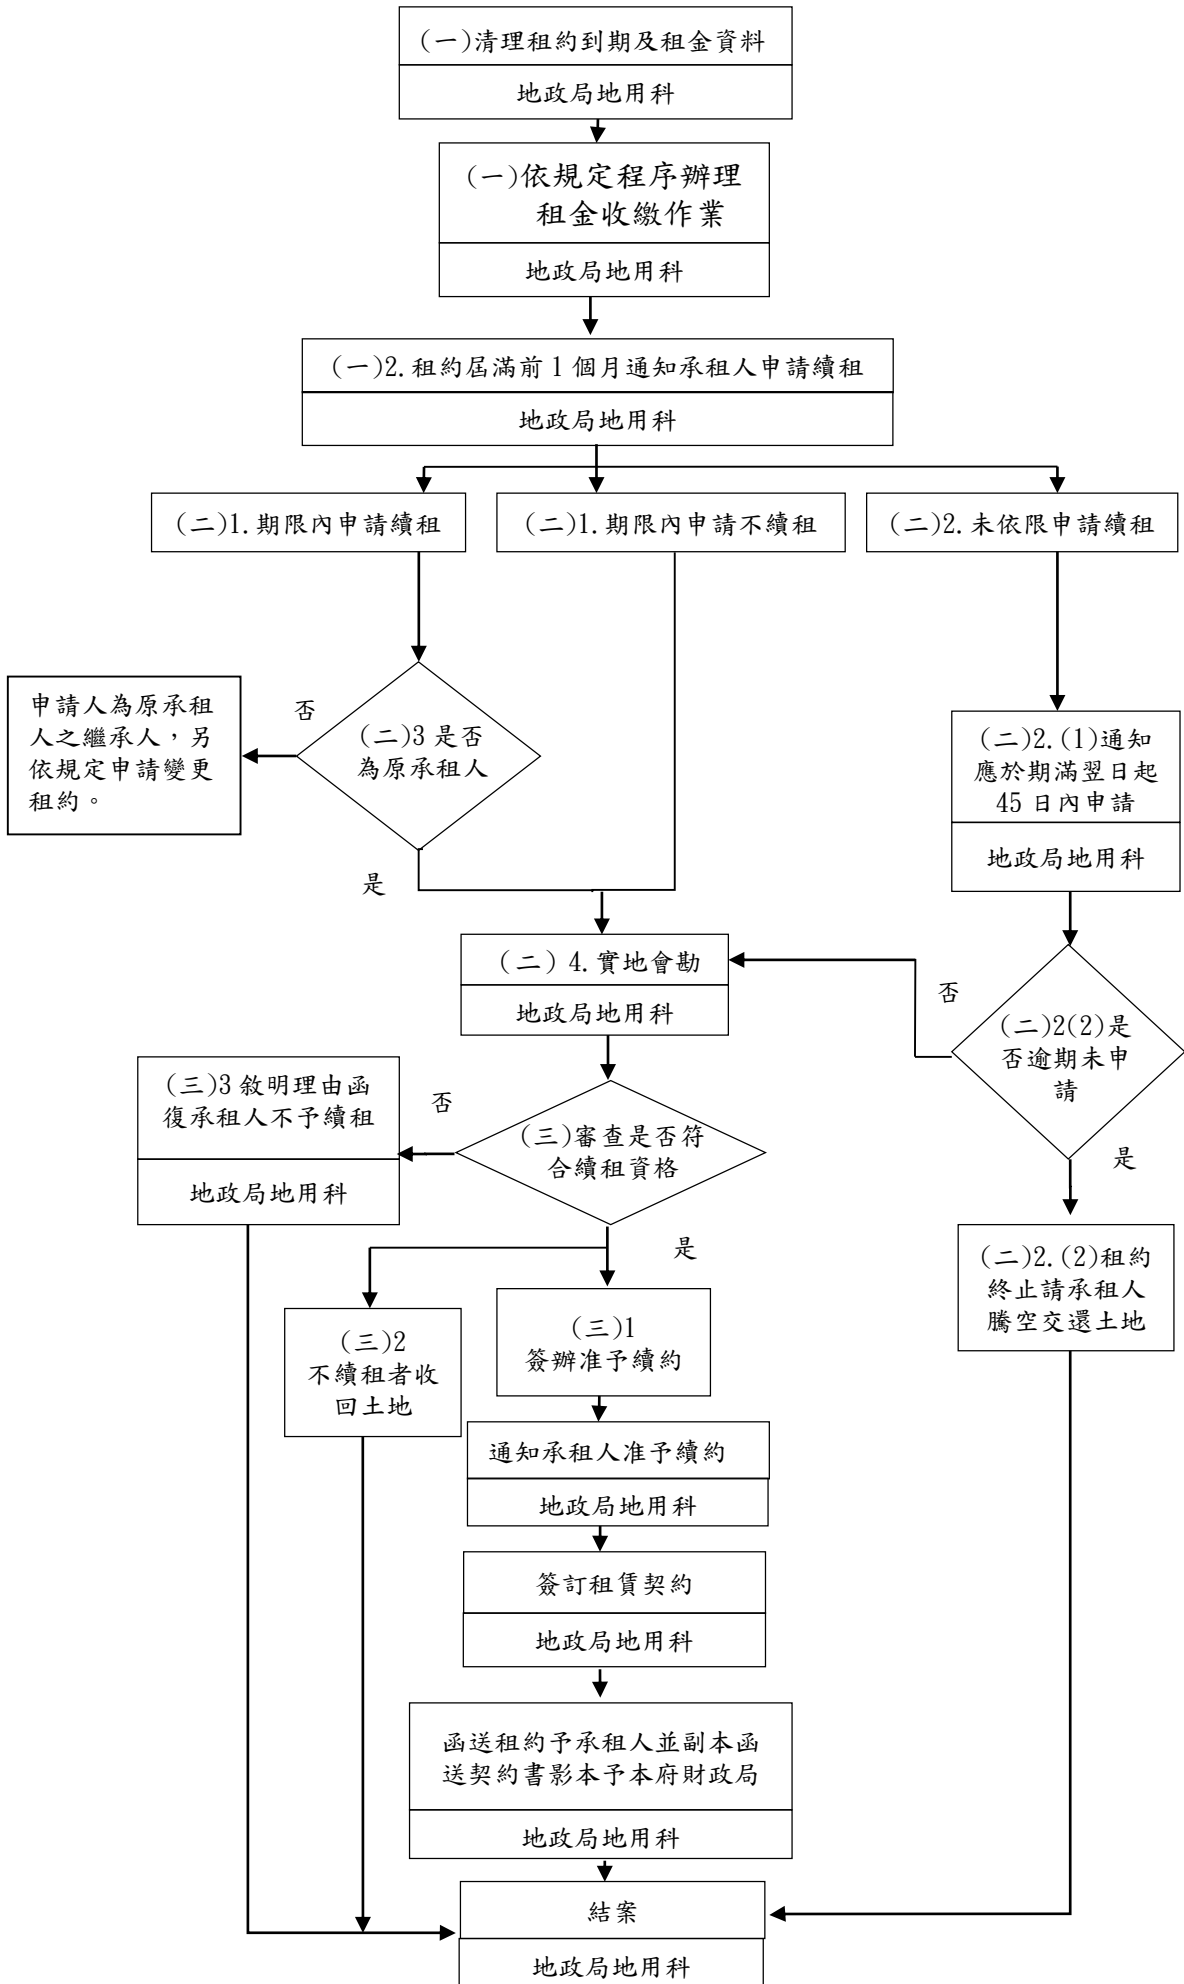 (一)清理租約到期及租金資料
地政局地用科
(一)依規定程序辦理
租金收繳作業
地政局地用科
(一)2.租約屆滿前1個月通知承租人申請續租
地政局地用科
(二)1.期限內申請續租
(二)1.期限內申請不續租
(二)2.未依限申請續租
申請人為原承租
人之繼承人，另
依規定申請變更
租約。
否
(二)3是否
為原承租人
是
(二)2.(1)通知
應於期滿翌日起
45日內申請
地政局地用科
(二) 4.實地會勘
地政局地用科
否
(二)2(2)是
否逾期未申
請
是
(三)3敘明理由函
復承租人不予續租
地政局地用科
否
(三)審查是否符
合續租資格
是
(二)2.(2)租約
終止請承租人
騰空交還土地
(三)2
不續租者收
回土地
(三)1
簽辦准予續約
通知承租人准予續約
地政局地用科
簽訂租賃契約
地政局地用科
函送租約予承租人並副本函
送契約書影本予本府財政局
地政局地用科
結案
地政局地用科